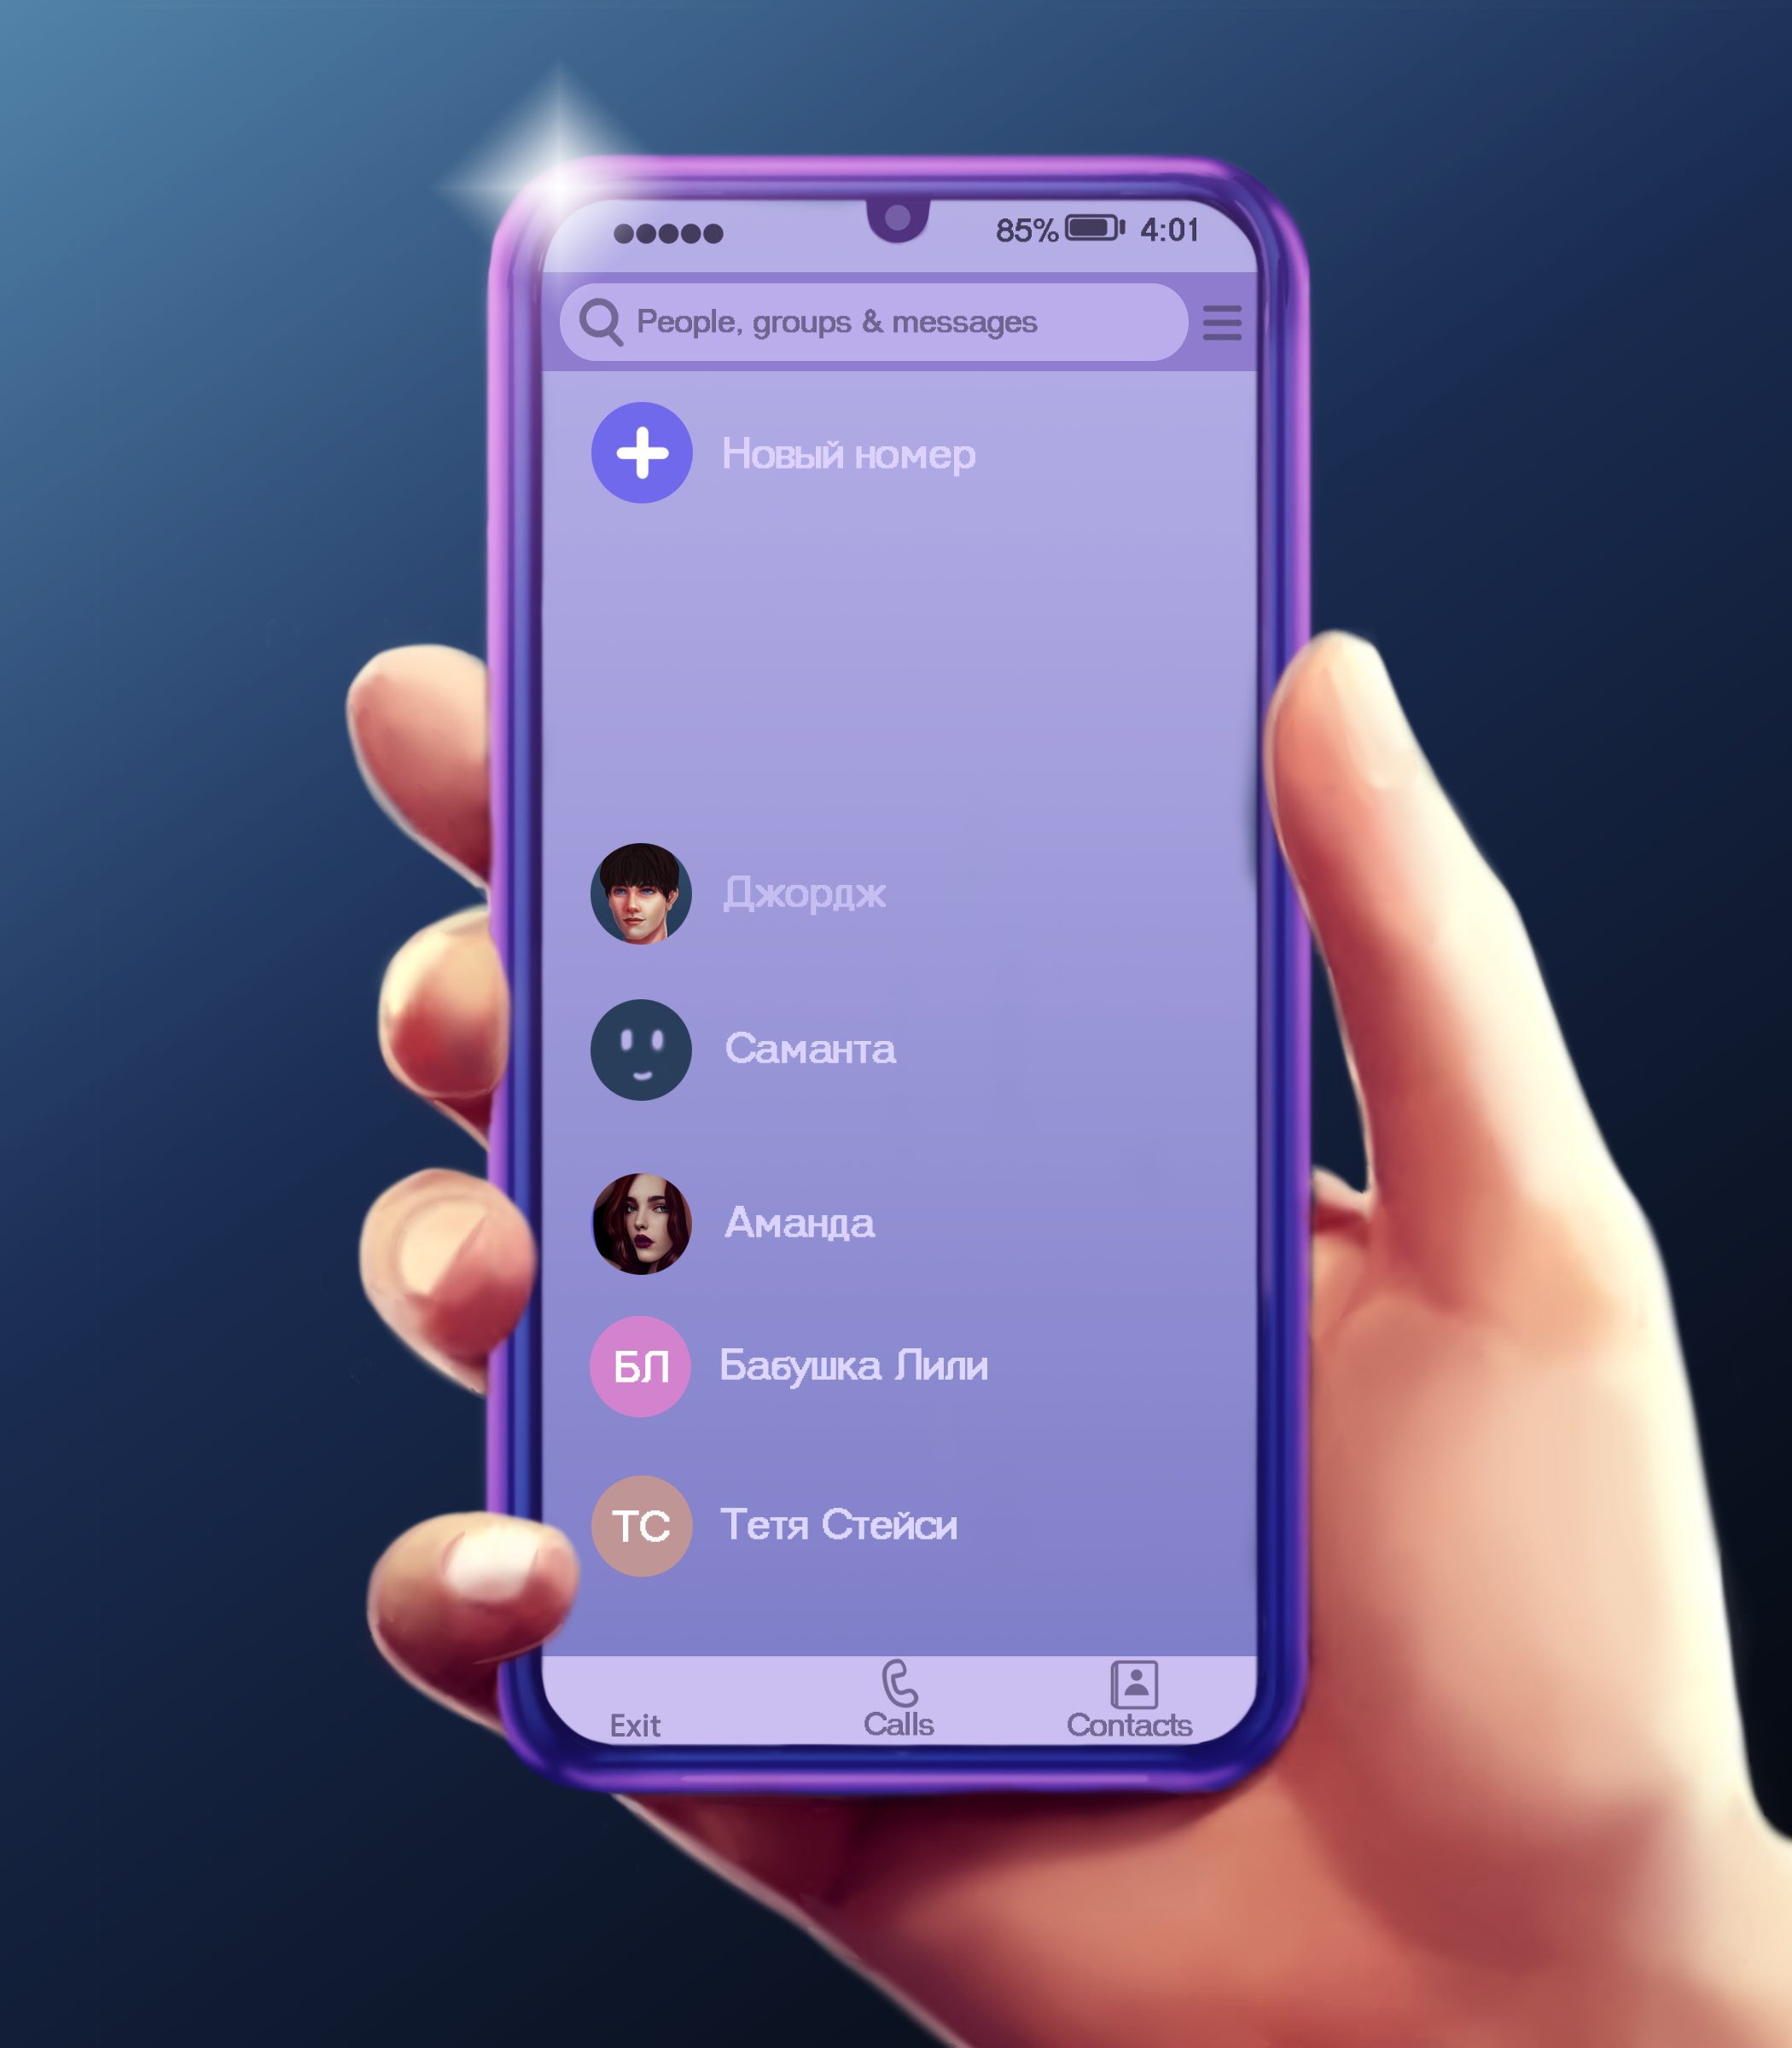 85% 4:01
People, groups & messages
Новый номер
Джордж
Саманта
Аманда
БЛ Бабушка Лили
ТС Тетя Стейси
Exit Calls Contacts